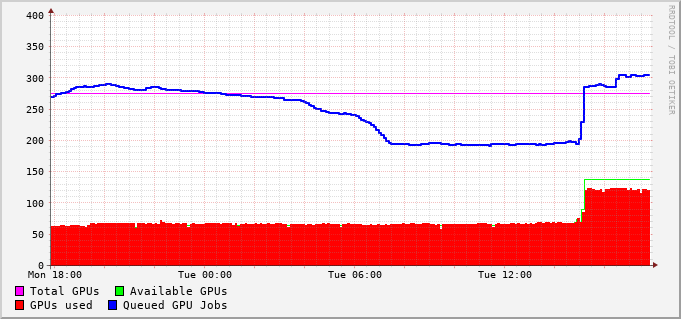 400
350
300
250
200
150
100
50
0
Mon 18:00 Tue 00:00 Tue 06:00 Tue 12:00
Total GPUs Available GPUs
GPUs used Queued GPU Jobs
RRDTOOL / TOBI OETIKER